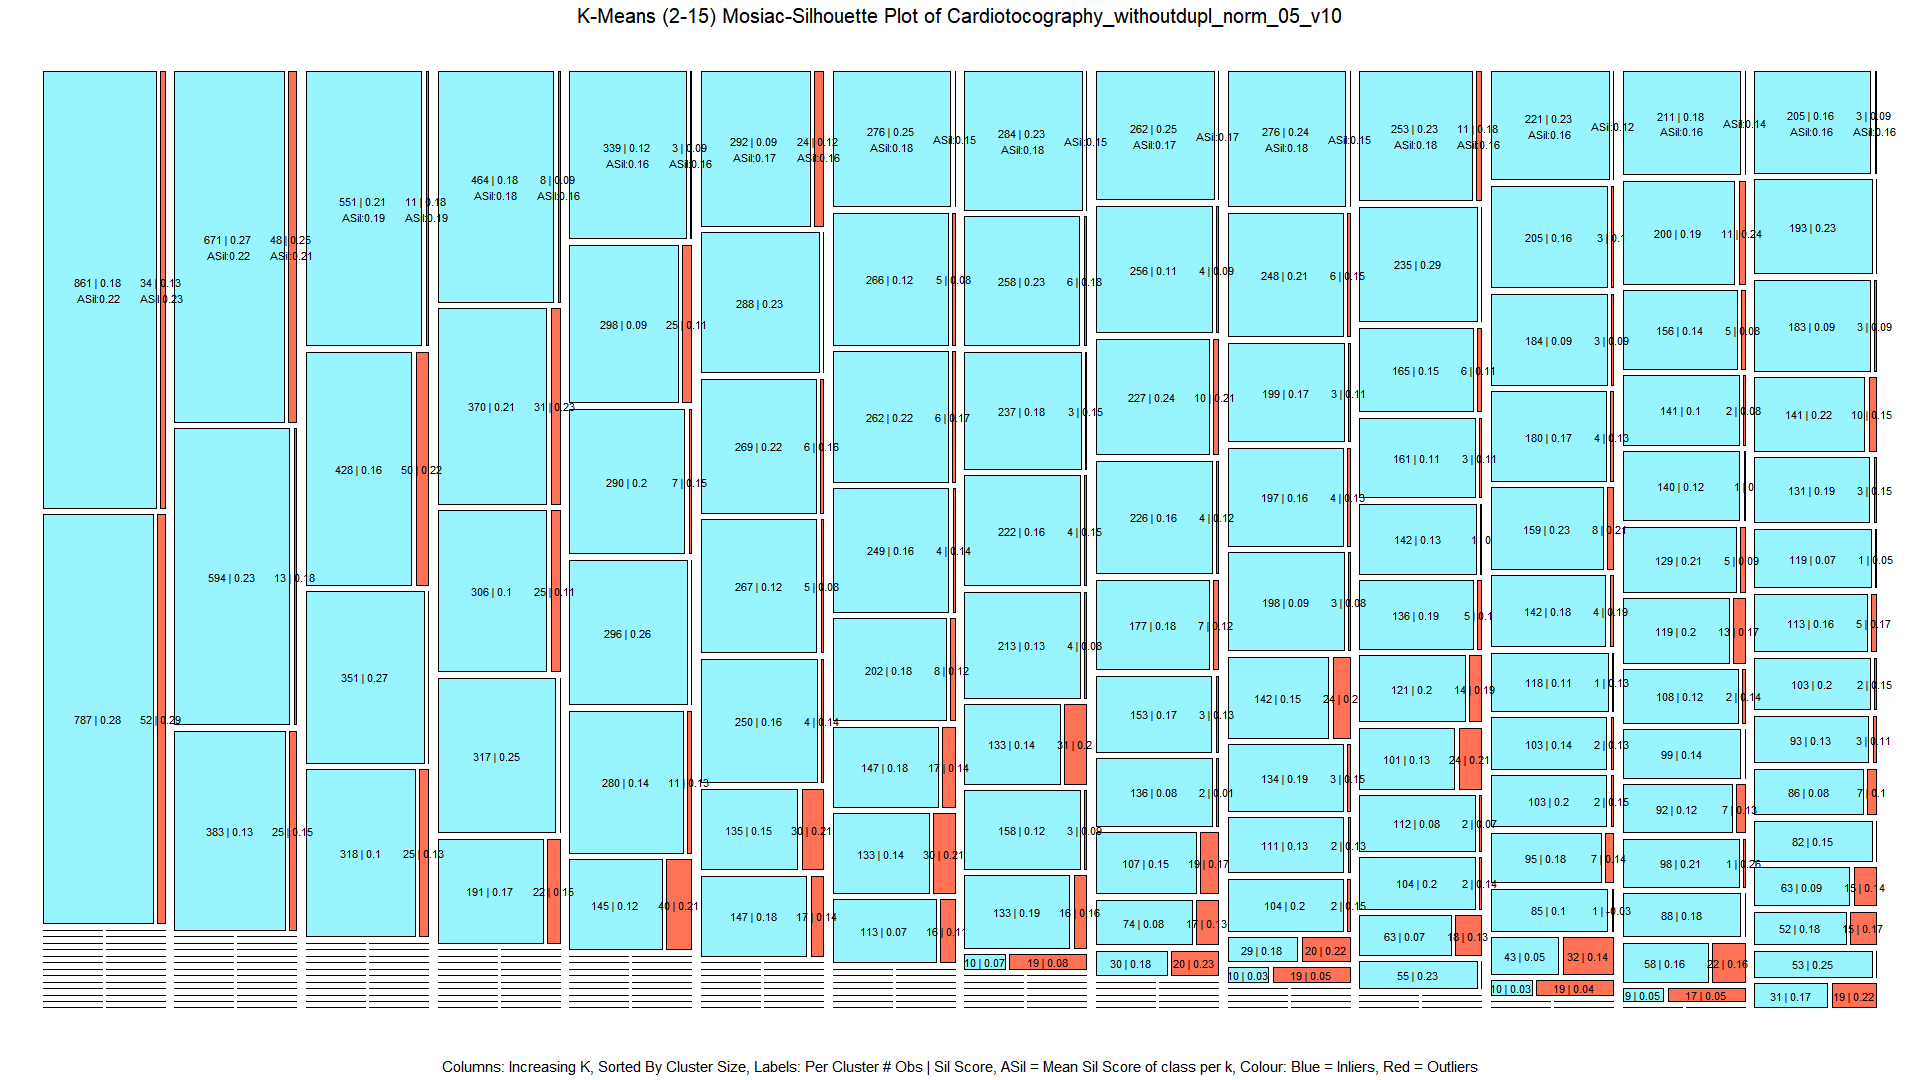 K-Means (2-15) Mosiac-Silhouette Plot of Cardiotocography_withoutdupl_norm_05_v10
861 | 0.18
ASil:0.22
34 | 0.13
ASil:0.23
787 | 0.28
52 | 0.29
671 | 0.27
ASil:0.22
48 | 0.25
ASil:0.21
594 | 0.23
13 | 0.18
383 | 0.13
25 | 0.15
551 | 0.21
ASil:0.19
11 | 0.18
ASil:0.19
428 | 0.16
50 | 0.22
351 | 0.27
318 | 0.1
25 | 0.13
464 | 0.18
ASil:0.18
8 | 0.09
ASil:0.16
370 | 0.21
31 | 0.23
306 | 0.1
25 | 0.11
317 | 0.25
191 | 0.17
22 | 0.15
339 | 0.12
ASil:0.16
3 | 0.09
ASil:0.16
298 | 0.09
25 | 0.11
290 | 0.2
7 | 0.15
296 | 0.26
280 | 0.14
11 | 0.13
145 | 0.12
40 | 0.21
292 | 0.09
ASil:0.17
24 | 0.12
ASil:0.16
288 | 0.23
269 | 0.22
6 | 0.16
267 | 0.12
5 | 0.08
250 | 0.16
4 | 0.14
135 | 0.15
30 | 0.21
147 | 0.18
17 | 0.14
276 | 0.25
ASil:0.18
ASil:0.15
266 | 0.12
5 | 0.08
262 | 0.22
6 | 0.17
249 | 0.16
4 | 0.14
202 | 0.18
8 | 0.12
147 | 0.18
17 | 0.14
133 | 0.14
30 | 0.21
113 | 0.07
16 | 0.11
284 | 0.23
ASil:0.18
ASil:0.15
258 | 0.23
6 | 0.18
237 | 0.18
3 | 0.15
222 | 0.16
4 | 0.15
213 | 0.13
4 | 0.08
133 | 0.14
31 | 0.2
158 | 0.12
3 | 0.09
133 | 0.19
16 | 0.16
10 | 0.07
19 | 0.08
262 | 0.25
ASil:0.17
ASil:0.17
256 | 0.11
4 | 0.09
227 | 0.24
10 | 0.21
226 | 0.16
4 | 0.12
177 | 0.18
7 | 0.12
153 | 0.17
3 | 0.13
136 | 0.08
2 | 0.01
107 | 0.15
19 | 0.17
74 | 0.08
17 | 0.13
30 | 0.18
20 | 0.23
276 | 0.24
ASil:0.18
ASil:0.15
248 | 0.21
6 | 0.15
199 | 0.17
3 | 0.11
197 | 0.16
4 | 0.13
198 | 0.09
3 | 0.08
142 | 0.15
24 | 0.2
134 | 0.19
3 | 0.15
111 | 0.13
2 | 0.13
104 | 0.2
2 | 0.15
29 | 0.18
20 | 0.22
10 | 0.03
19 | 0.05
253 | 0.23
ASil:0.18
11 | 0.18
ASil:0.16
235 | 0.29
165 | 0.15
6 | 0.11
161 | 0.11
3 | 0.11
142 | 0.13
1 | 0
136 | 0.19
5 | 0.1
121 | 0.2
14 | 0.19
101 | 0.13
24 | 0.21
112 | 0.08
2 | 0.07
104 | 0.2
2 | 0.14
63 | 0.07
18 | 0.13
55 | 0.23
221 | 0.23
ASil:0.16
ASil:0.12
205 | 0.16
3 | 0.1
184 | 0.09
3 | 0.09
180 | 0.17
4 | 0.13
159 | 0.23
8 | 0.21
142 | 0.18
4 | 0.19
118 | 0.11
1 | 0.13
103 | 0.14
2 | 0.13
103 | 0.2
2 | 0.15
95 | 0.18
7 | 0.14
85 | 0.1
1 | -0.03
43 | 0.05
32 | 0.14
10 | 0.03
19 | 0.04
211 | 0.18
ASil:0.16
ASil:0.14
200 | 0.19
11 | 0.24
156 | 0.14
5 | 0.08
141 | 0.1
2 | 0.08
140 | 0.12
1 | 0
129 | 0.21
5 | 0.09
119 | 0.2
13 | 0.17
108 | 0.12
2 | 0.14
99 | 0.14
92 | 0.12
7 | 0.13
98 | 0.21
1 | 0.26
88 | 0.18
58 | 0.16
22 | 0.16
9 | 0.05
17 | 0.05
205 | 0.16
ASil:0.16
3 | 0.09
ASil:0.16
193 | 0.23
183 | 0.09
3 | 0.09
141 | 0.22
10 | 0.15
131 | 0.19
3 | 0.15
119 | 0.07
1 | 0.05
113 | 0.16
5 | 0.17
103 | 0.2
2 | 0.15
93 | 0.13
3 | 0.11
86 | 0.08
7 | 0.1
82 | 0.15
63 | 0.09
15 | 0.14
52 | 0.18
15 | 0.17
53 | 0.25
31 | 0.17
19 | 0.22
Columns: Increasing K, Sorted By Cluster Size, Labels: Per Cluster # Obs | Sil Score, ASil = Mean Sil Score of class per k, Colour: Blue = Inliers, Red = Outliers